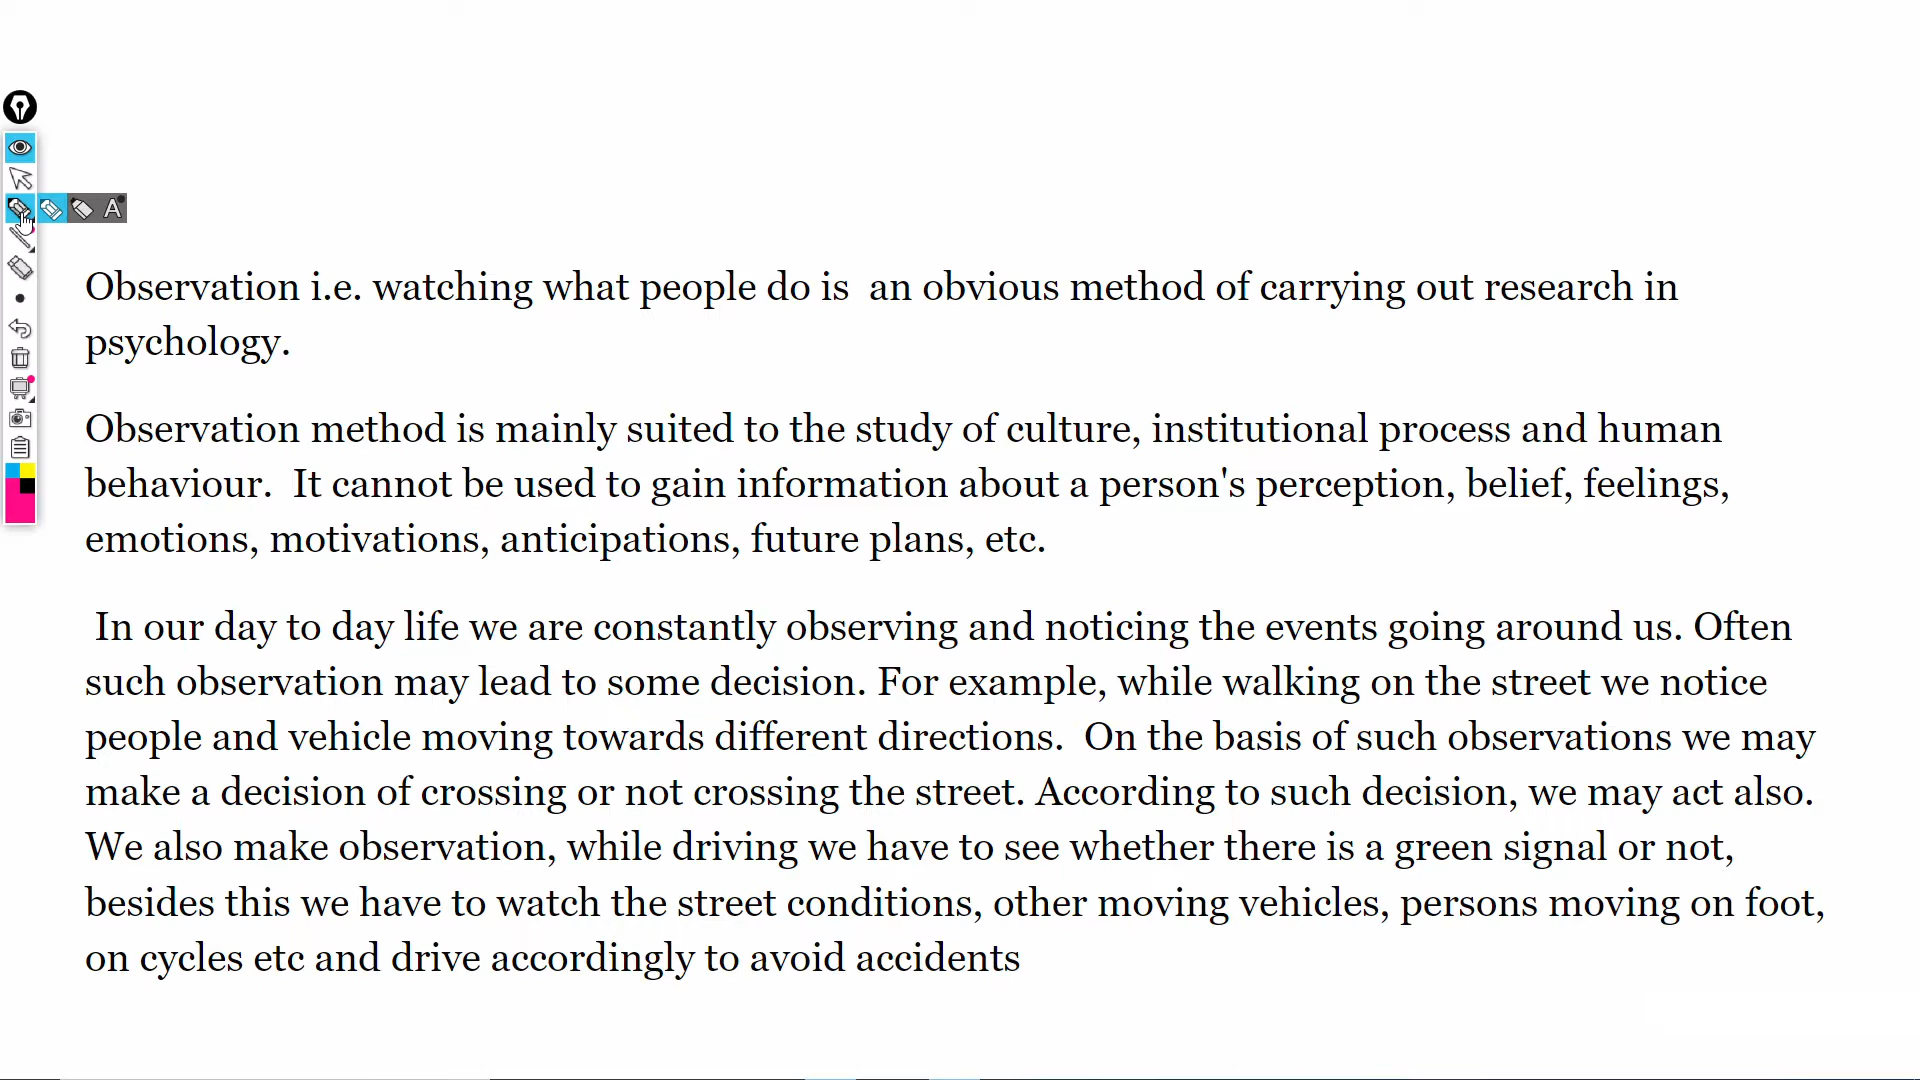 A
Observation i.e. watching what people do is  an obvious method of carrying out research in
psychology.
Observation method is mainly suited to the study of culture, institutional process and human
behaviour.  It cannot be used to gain information about a person's perception, belief, feelings,
emotions, motivations, anticipations, future plans, etc.
In our day to day life we are constantly observing and noticing the events going around us. Often
such observation may lead to some decision. For example, while walking on the street we notice
people and vehicle moving towards different directions.  On the basis of such observations we may
make a decision of crossing or not crossing the street. According to such decision, we may act also.
We also make observation, while driving we have to see whether there is a green signal or not,
besides this we have to watch the street conditions, other moving vehicles, persons moving on foot,
on cycles etc and drive accordingly to avoid accidents